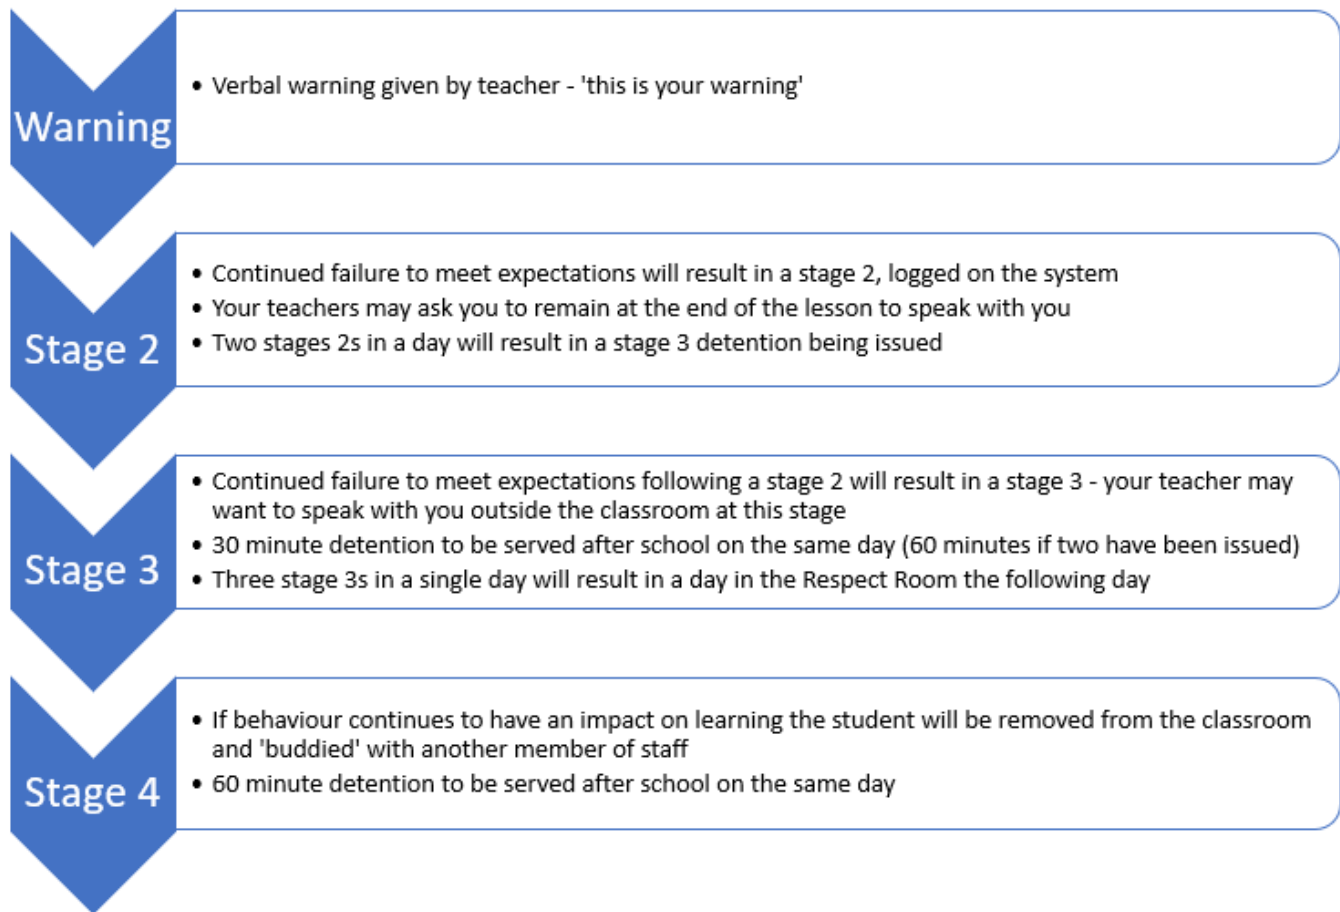 Warning
• Verbal warning given by teacher - 'this is your warning'
Stage 2
• Continued failure to meet expectations will result in a stage 2, logged on the system
• Your teachers may ask you to remain at the end of the lesson to speak with you
• Two stages 2s in a day will result in a stage 3 detention being issued
Stage 3
• Continued failure to meet expectations following a stage 2 will result in a stage 3 - your teacher may
want to speak with you outside the classroom at this stage
• 30 minute detention to be served after school on the same day (60 minutes if two have been issued)
• Three stage 3s in a single day will result in a day in the Respect Room the following day
Stage 4
• If behaviour continues to have an impact on learning the student will be removed from the classroom
and 'buddied' with another member of staff
• 60 minute detention to be served after school on the same day